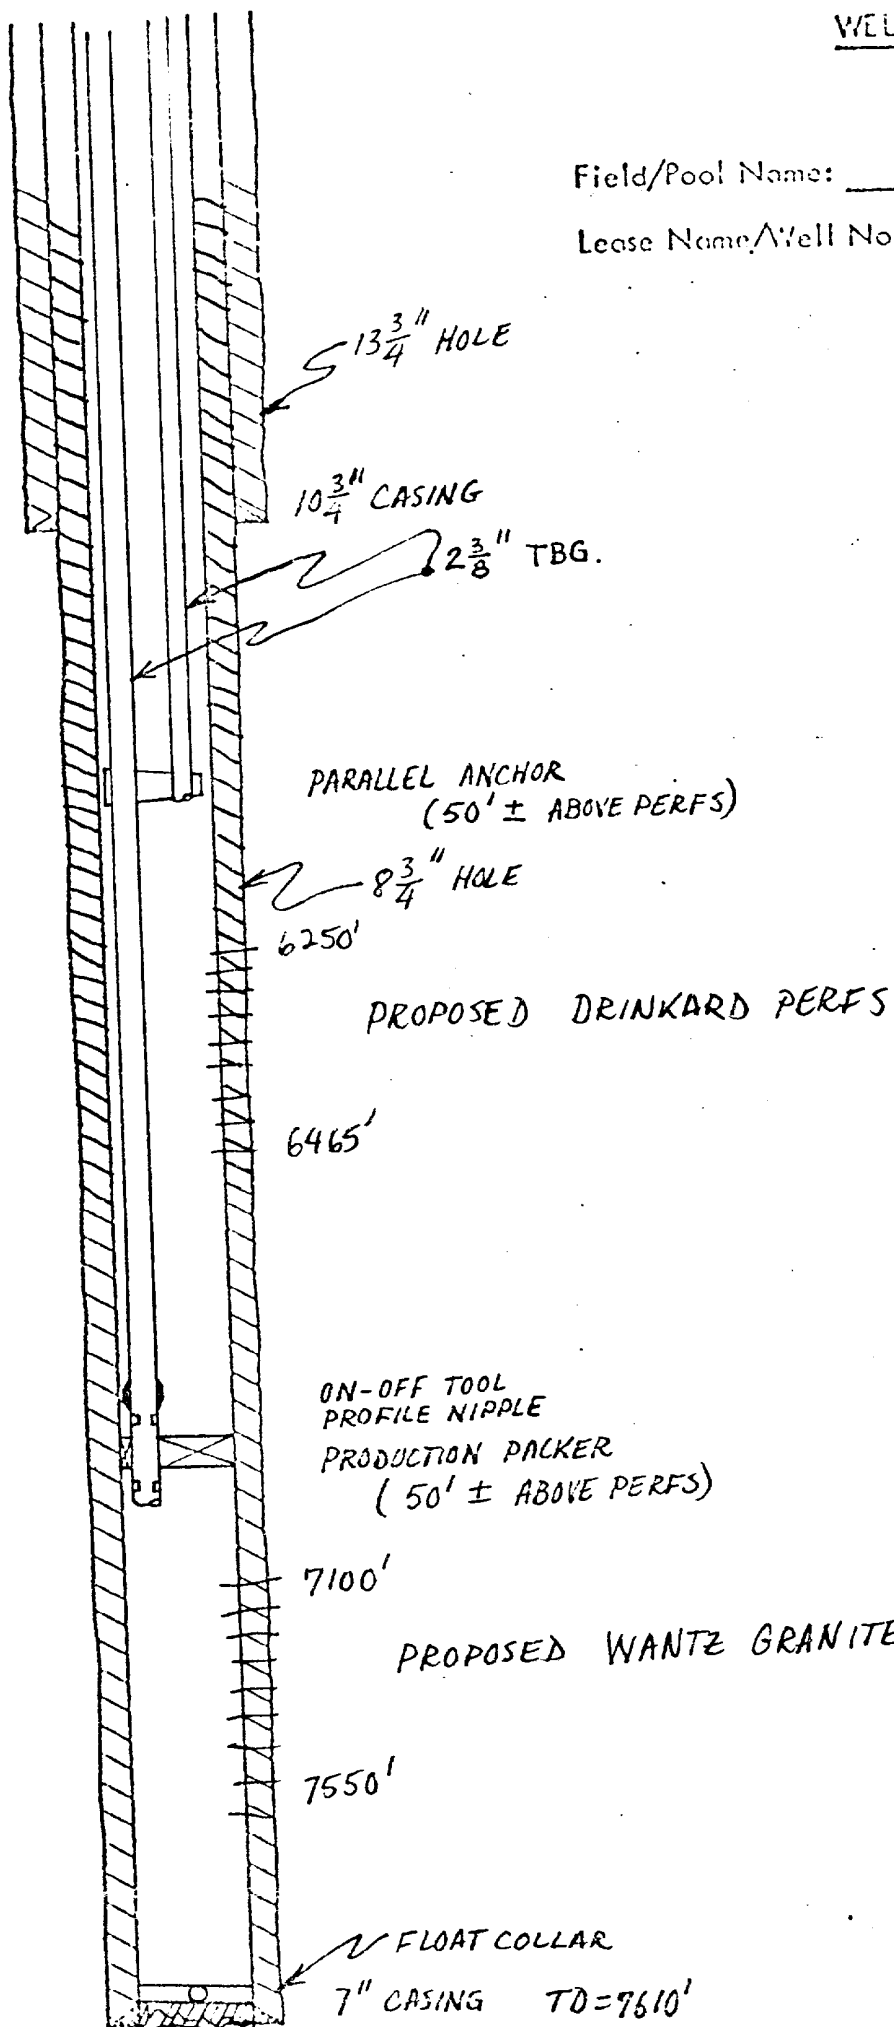 WEL
Field/Pool Name:
Lease Name/Well No
13 3/4" HOLE
10 3/4" CASING
2 3/8" TBG.
PARALLEL ANCHOR
(50' ± ABOVE PERFS)
8 3/4" HOLE
6250'
PROPOSED DRINKARD PERFS
6465'
ON-OFF TOOL
PROFILE NIPPLE
PRODUCTION PACKER
(50' ± ABOVE PERFS)
7100'
PROPOSED WANTZ GRANITE
7550'
FLOAT COLLAR
7" CASING TD=7610'